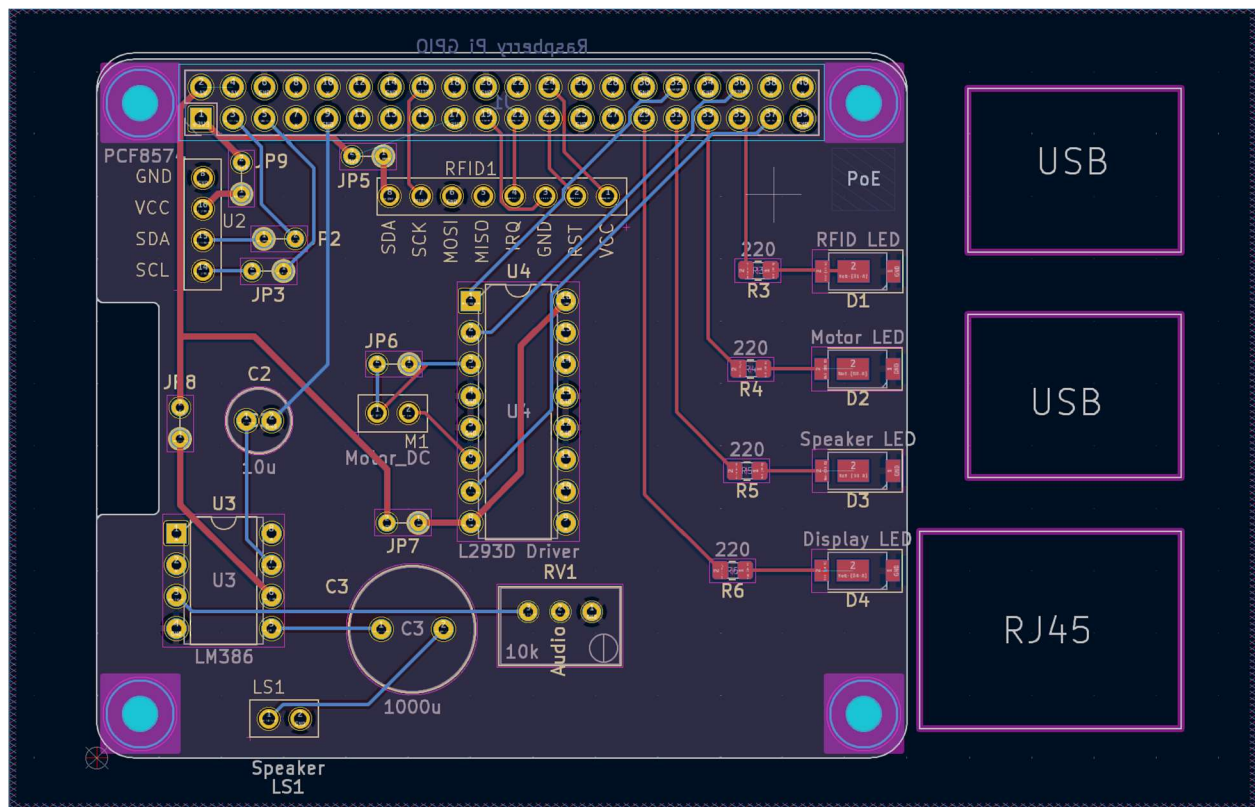 Raspberry Pi GPIO
J1
PCF857
JP9
JP5
RFID1
GND
VCC
SDA
SCL
U2
P2
JP3
SDA
SCK
MOSI
MISO
IRQ
GND
RST
VCC
PoE
USB
USB
RJ45
U4
U4
L293D Driver
220
R3
RFID LED
D1
220
R4
Motor LED
D2
220
R5
Speaker LED
D3
220
R6
Display LED
D4
JP6
M1
Motor_DC
JP8
C2
10u
JP7
U3
U3
LM386
C3
C3
1000u
RV1
10k
Audio
LS1
Speaker
LS1